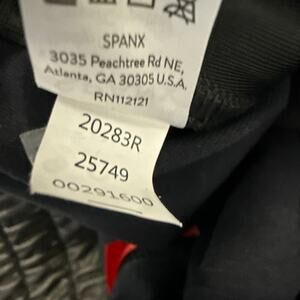 SPANX
3035 Peachtree Rd NE,
Atlanta, GA 30305 U.S.A.
RN112121
20283R
25749
00291600